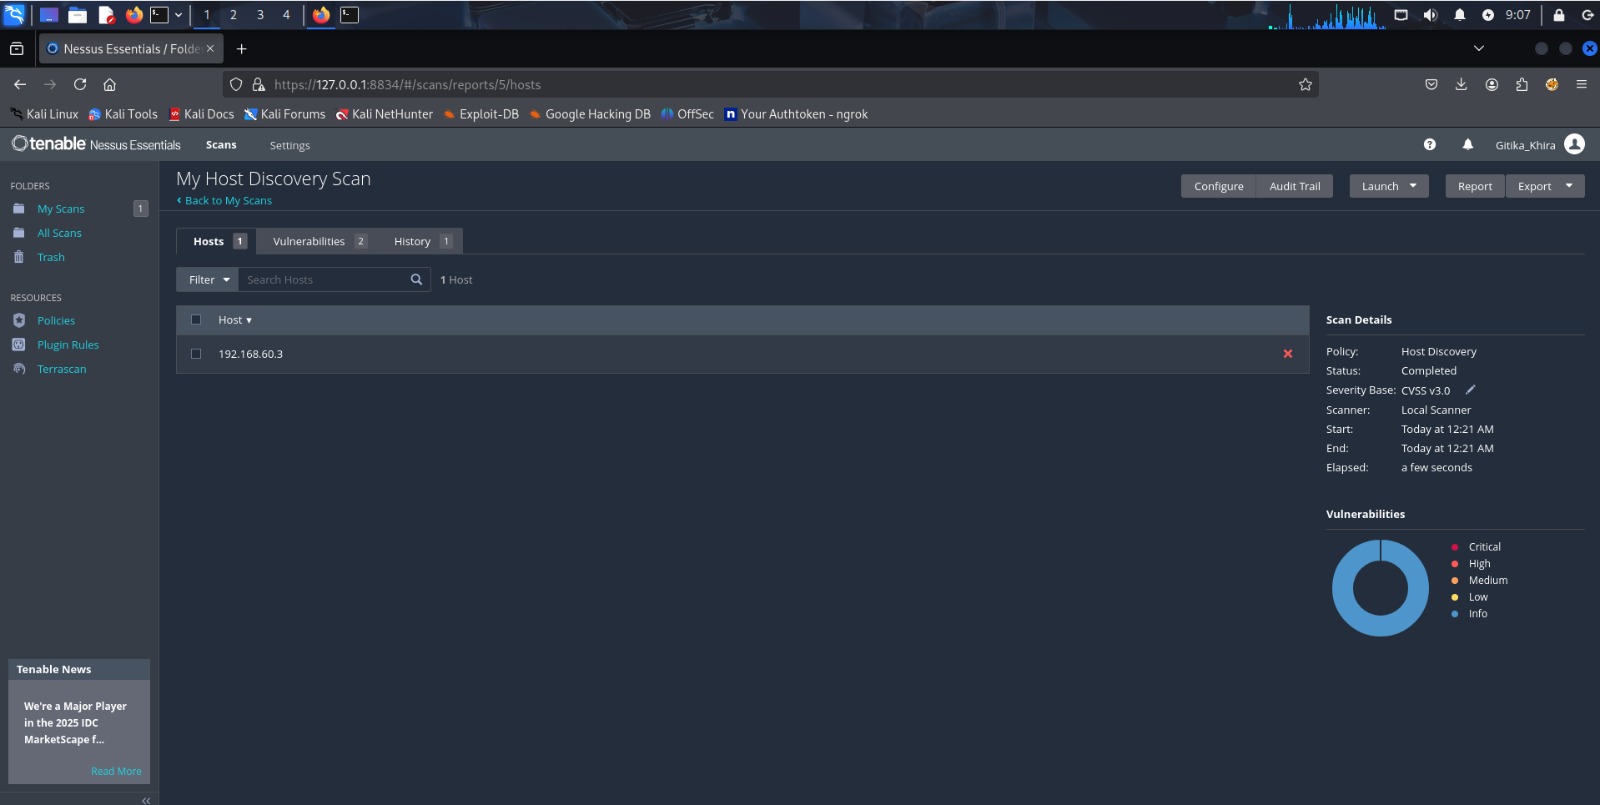 1 2 3 4 9:07
Nessus Essentials / Folde
https://127.0.0.1:8834/#/scans/reports/5/hosts
Kali Linux Kali Tools Kali Docs Kali Forums Kali NetHunter Exploit-DB Google Hacking DB OffSec Your Authtoken - ngrok
tenable Nessus Essentials Scans Settings Gitika_Khira
FOLDERS
My Scans 1
All Scans
Trash
RESOURCES
Policies
Plugin Rules
Terrascan
Tenable News
We're a Major Player
in the 2025 IDC
MarketScape f...
Read More
My Host Discovery Scan
Back to My Scans
Configure Audit Trail Launch Report Export
Hosts 1 Vulnerabilities 2 History 1
Filter Search Hosts 1 Host
Host
192.168.60.3
Scan Details
Policy: Host Discovery
Status: Completed
Severity Base: CVSS v3.0
Scanner: Local Scanner
Start: Today at 12:21 AM
End: Today at 12:21 AM
Elapsed: a few seconds
Vulnerabilities
Critical
High
Medium
Low
Info